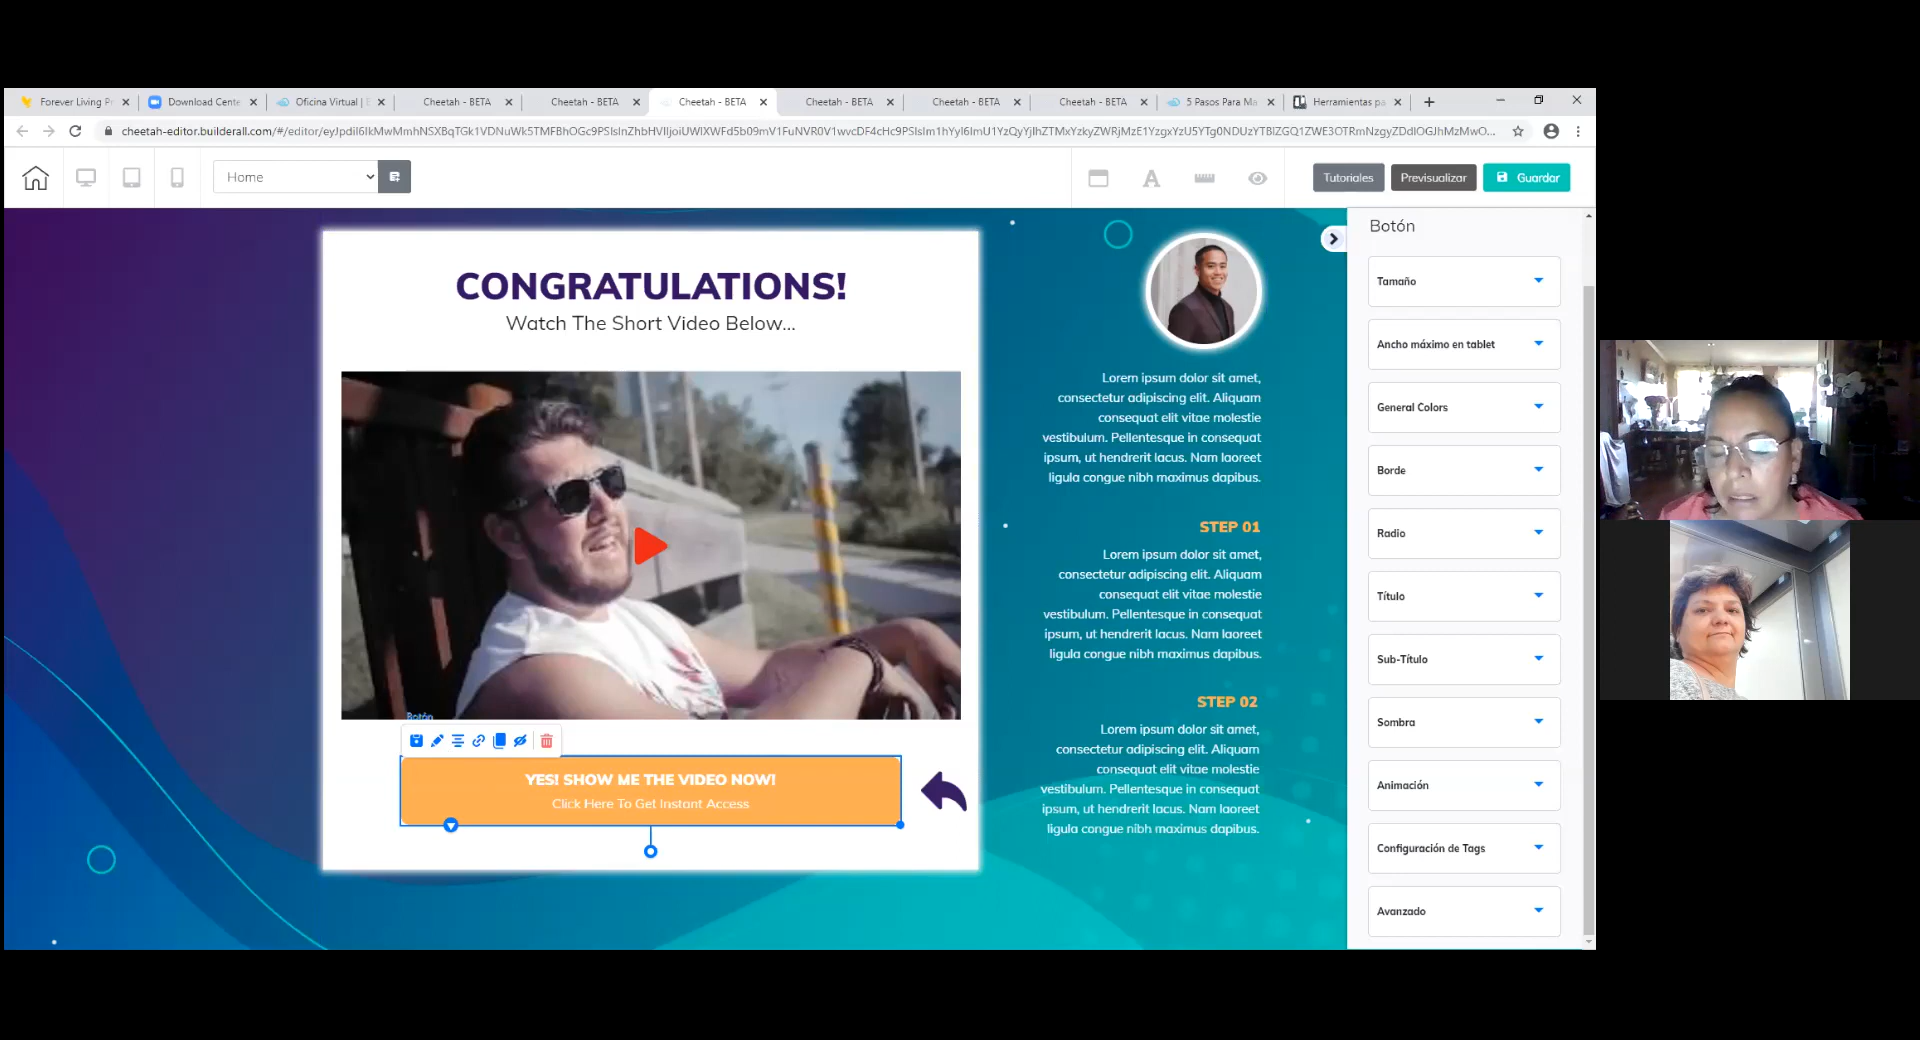 Forever Living Pr
Download Cente
Oficina Virtual |
Cheetah - BETA
Cheetah - BETA
Cheetah - BETA
Cheetah - BETA
Cheetah - BETA
Cheetah - BETA
5 Pasos Para Ma
Herramientas pa
Home
Tutoriales
Previsualizar
Guardar
CONGRATULATIONS!
Watch The Short Video Below...
Botón
YES! SHOW ME THE VIDEO NOW!
Click Here To Get Instant Access
Lorem ipsum dolor sit amet,
consectetur adipiscing elit. Aliquam
consequat elit vitae molestie
vestibulum. Pellentesque in consequat
ipsum, ut hendrerit lacus. Nam laoreet
ligula congue nibh maximus dapibus.
STEP 01
Lorem ipsum dolor sit amet,
consectetur adipiscing elit. Aliquam
consequat elit vitae molestie
vestibulum. Pellentesque in consequat
ipsum, ut hendrerit lacus. Nam laoreet
ligula congue nibh maximus dapibus.
STEP 02
Lorem ipsum dolor sit amet,
consectetur adipiscing elit. Aliquam
consequat elit vitae molestie
vestibulum. Pellentesque in consequat
ipsum, ut hendrerit lacus. Nam laoreet
ligula congue nibh maximus dapibus.
Botón
Tamaño
Ancho máximo en tablet
General Colors
Borde
Radio
Título
Sub-Título
Sombra
Animación
Configuración de Tags
Avanzado